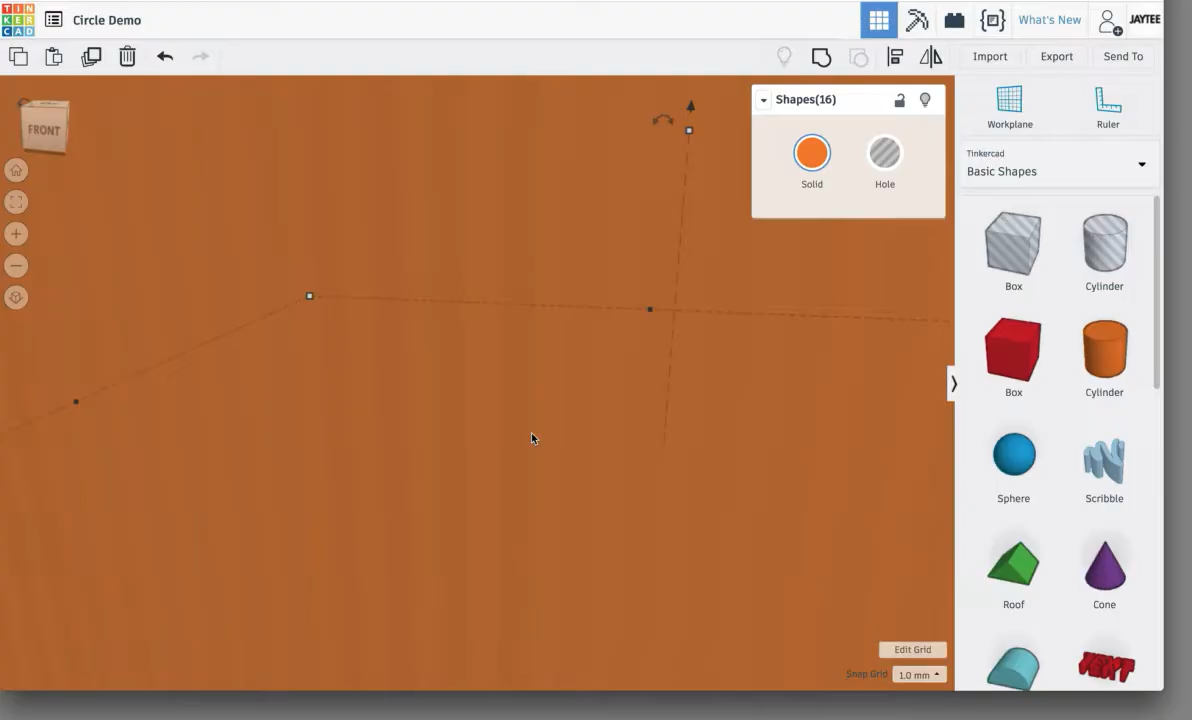 TIN
KER
CAD
Circle Demo
What's New
JAYTEE
Import
Export
Send To
FRONT
Shapes(16)
Solid
Hole
Workplane
Ruler
Tinkercad
Basic Shapes
Box
Cylinder
Box
Cylinder
Sphere
Scribble
Roof
Cone
TEXT
Edit Grid
Snap Grid
1.0 mm